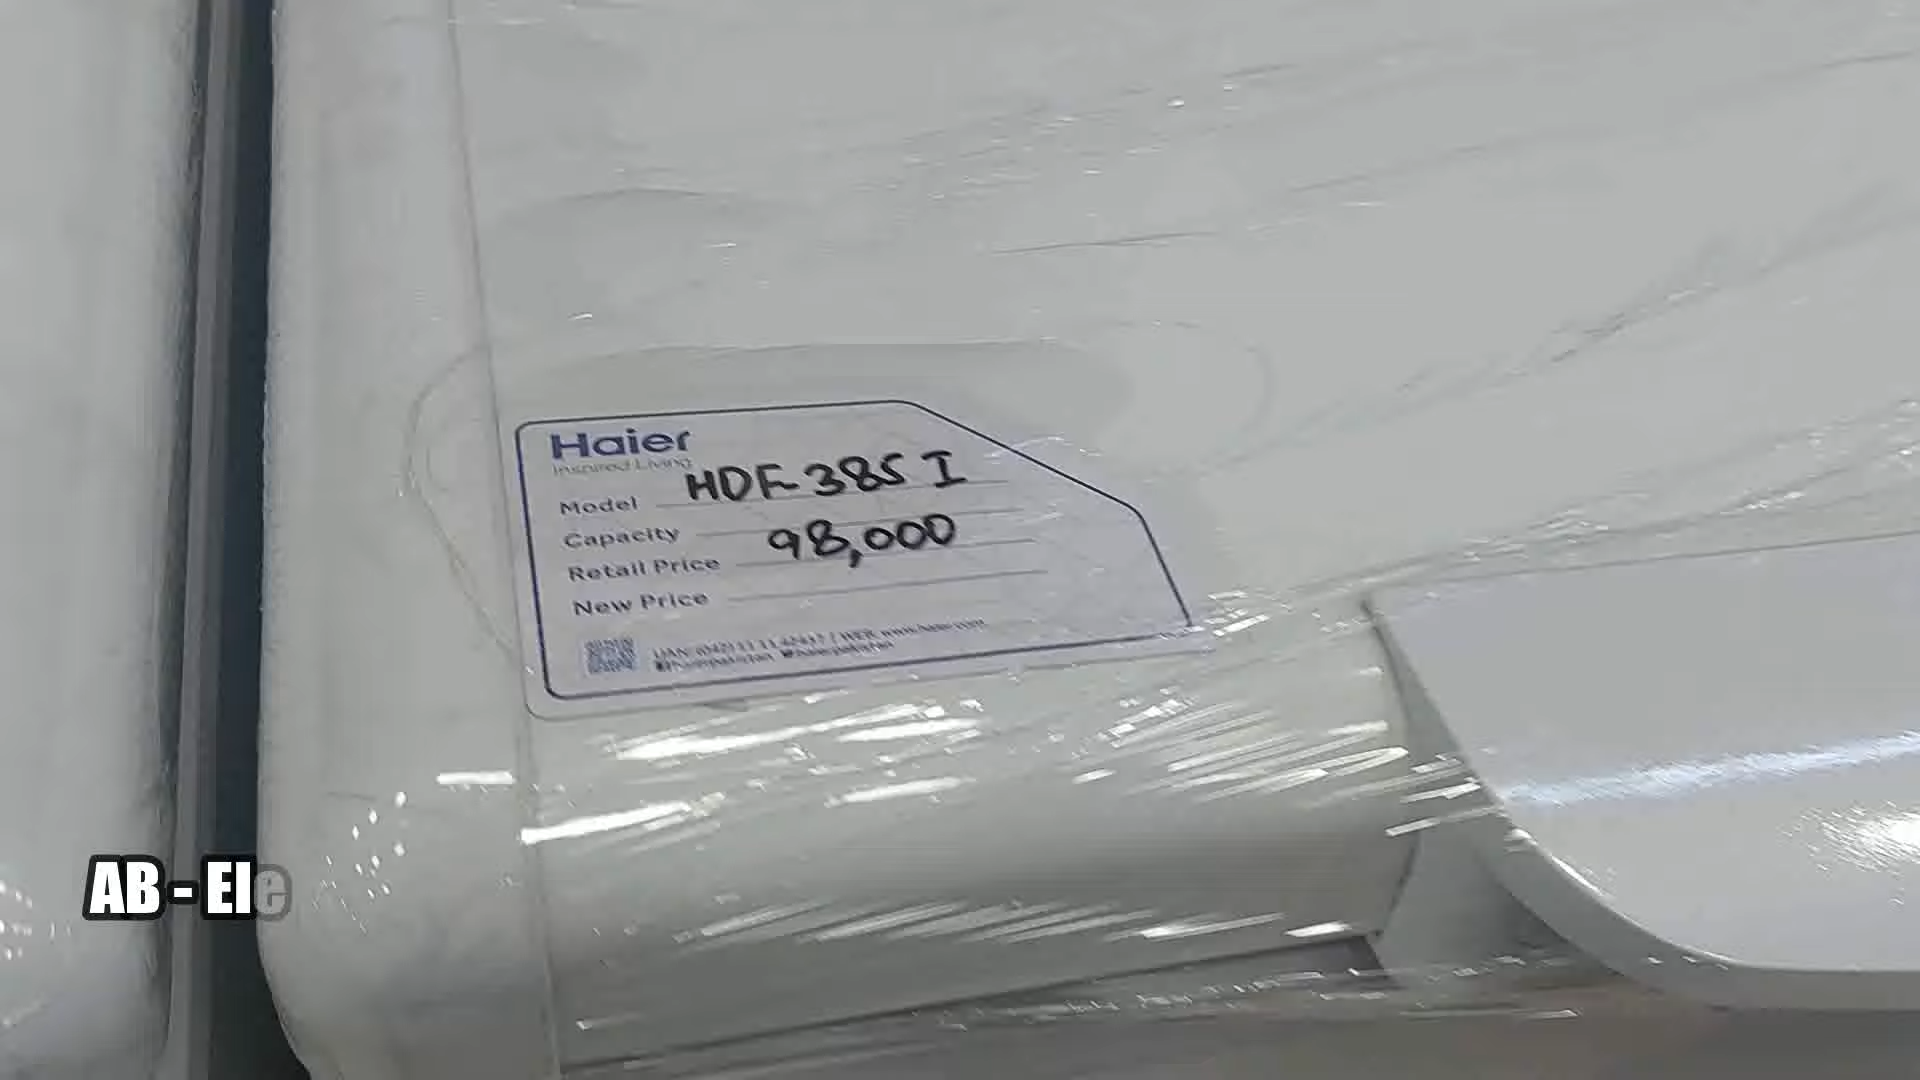 Haier
Inspired Living
Model HDF-385 I
Capacity
Retail Price 98,000
New Price
AB - Ele